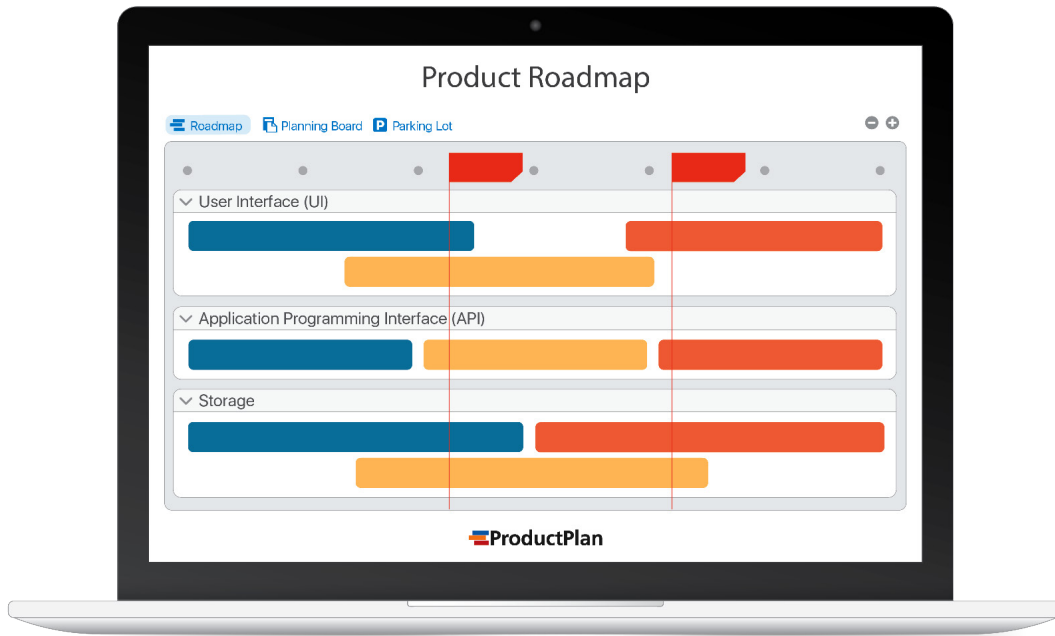 Product Roadmap
Roadmap Planning Board P Parking Lot
User Interface (UI)
Application Programming Interface (API)
Storage
ProductPlan